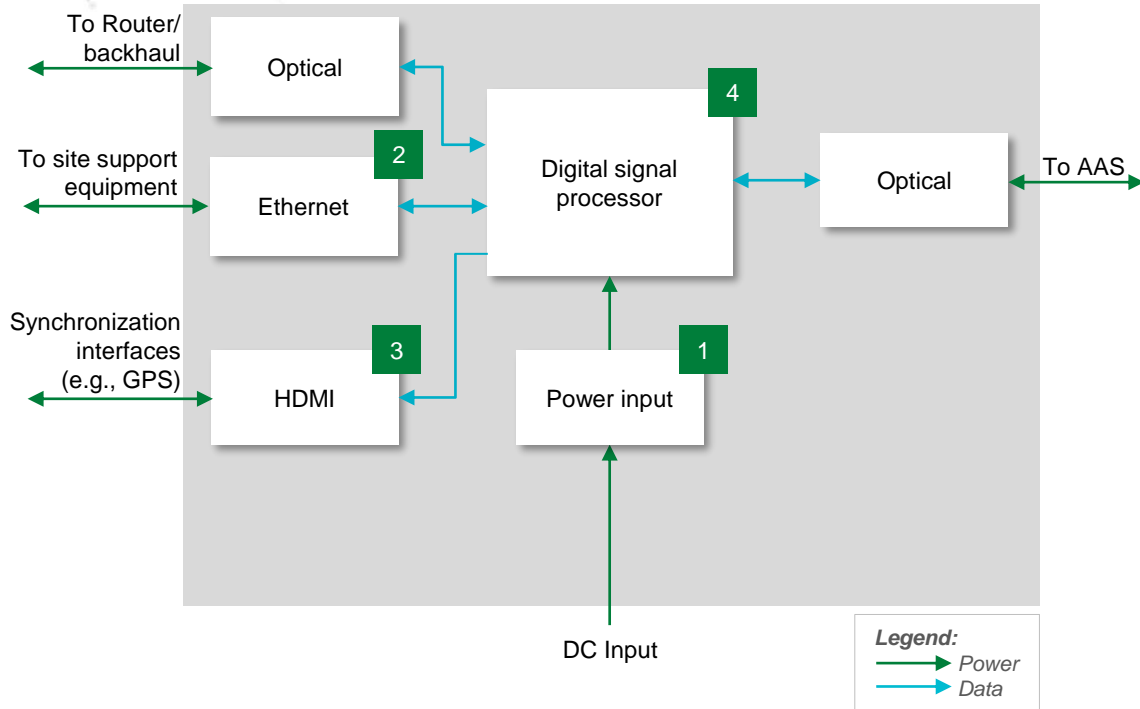 To Router/
backhaul
Optical
4
To site support
equipment
2
Ethernet
Digital signal
processor
Optical
To AAS
Synchronization
interfaces
(e.g., GPS)
3
HDMI
1
Power input
DC Input
Legend:
Power
Data